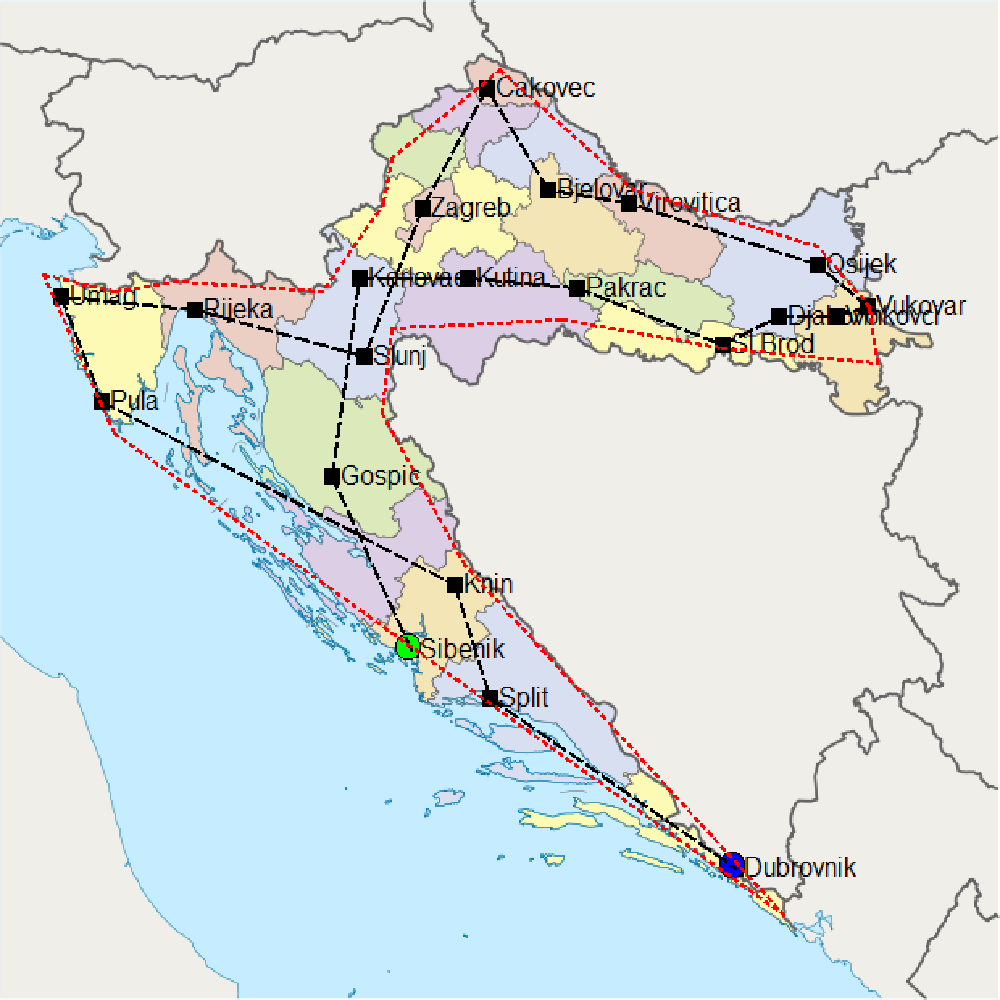 Cakovec
Bjelovar
Virovitica
Zagreb
Osijek
Karlovac
Kutina
Pakrac
Umag
Rijeka
Vukovar
Djakovo
Vinkovci
Slunj
Sl.Brod
Pula
Gospic
Knin
Sibenik
Split
Dubrovnik